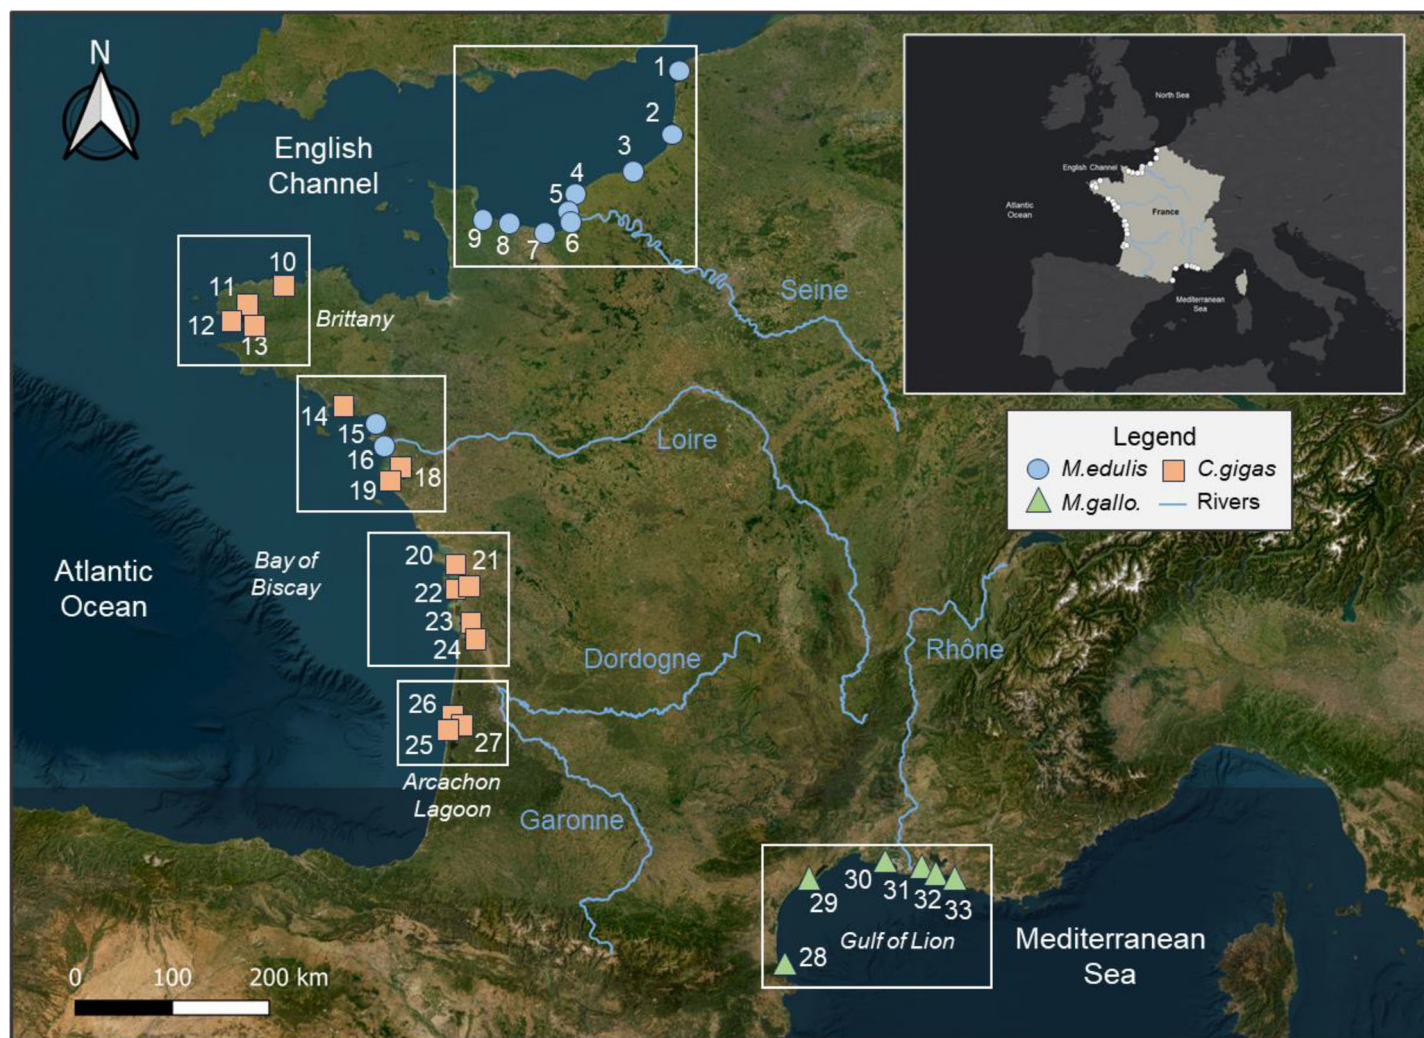 N
English
Channel
1
2
3
4
5
6
7
8
9
10
11
12
13
Brittany
14
15
16
18
19
20
21
22
23
24
Bay of
Biscay
Atlantic
Ocean
26
25
27
Arcachon
Lagoon
Seine
Loire
Dordogne
Garonne
Rhône
28
29
30
31
32
33
Gulf of Lion
Mediterranean
Sea
0 100 200 km
North Sea
English Channel
Atlantic
Ocean
France
Mediterranean
Sea
Legend
M.edulis C.gigas
M.gallo. Rivers